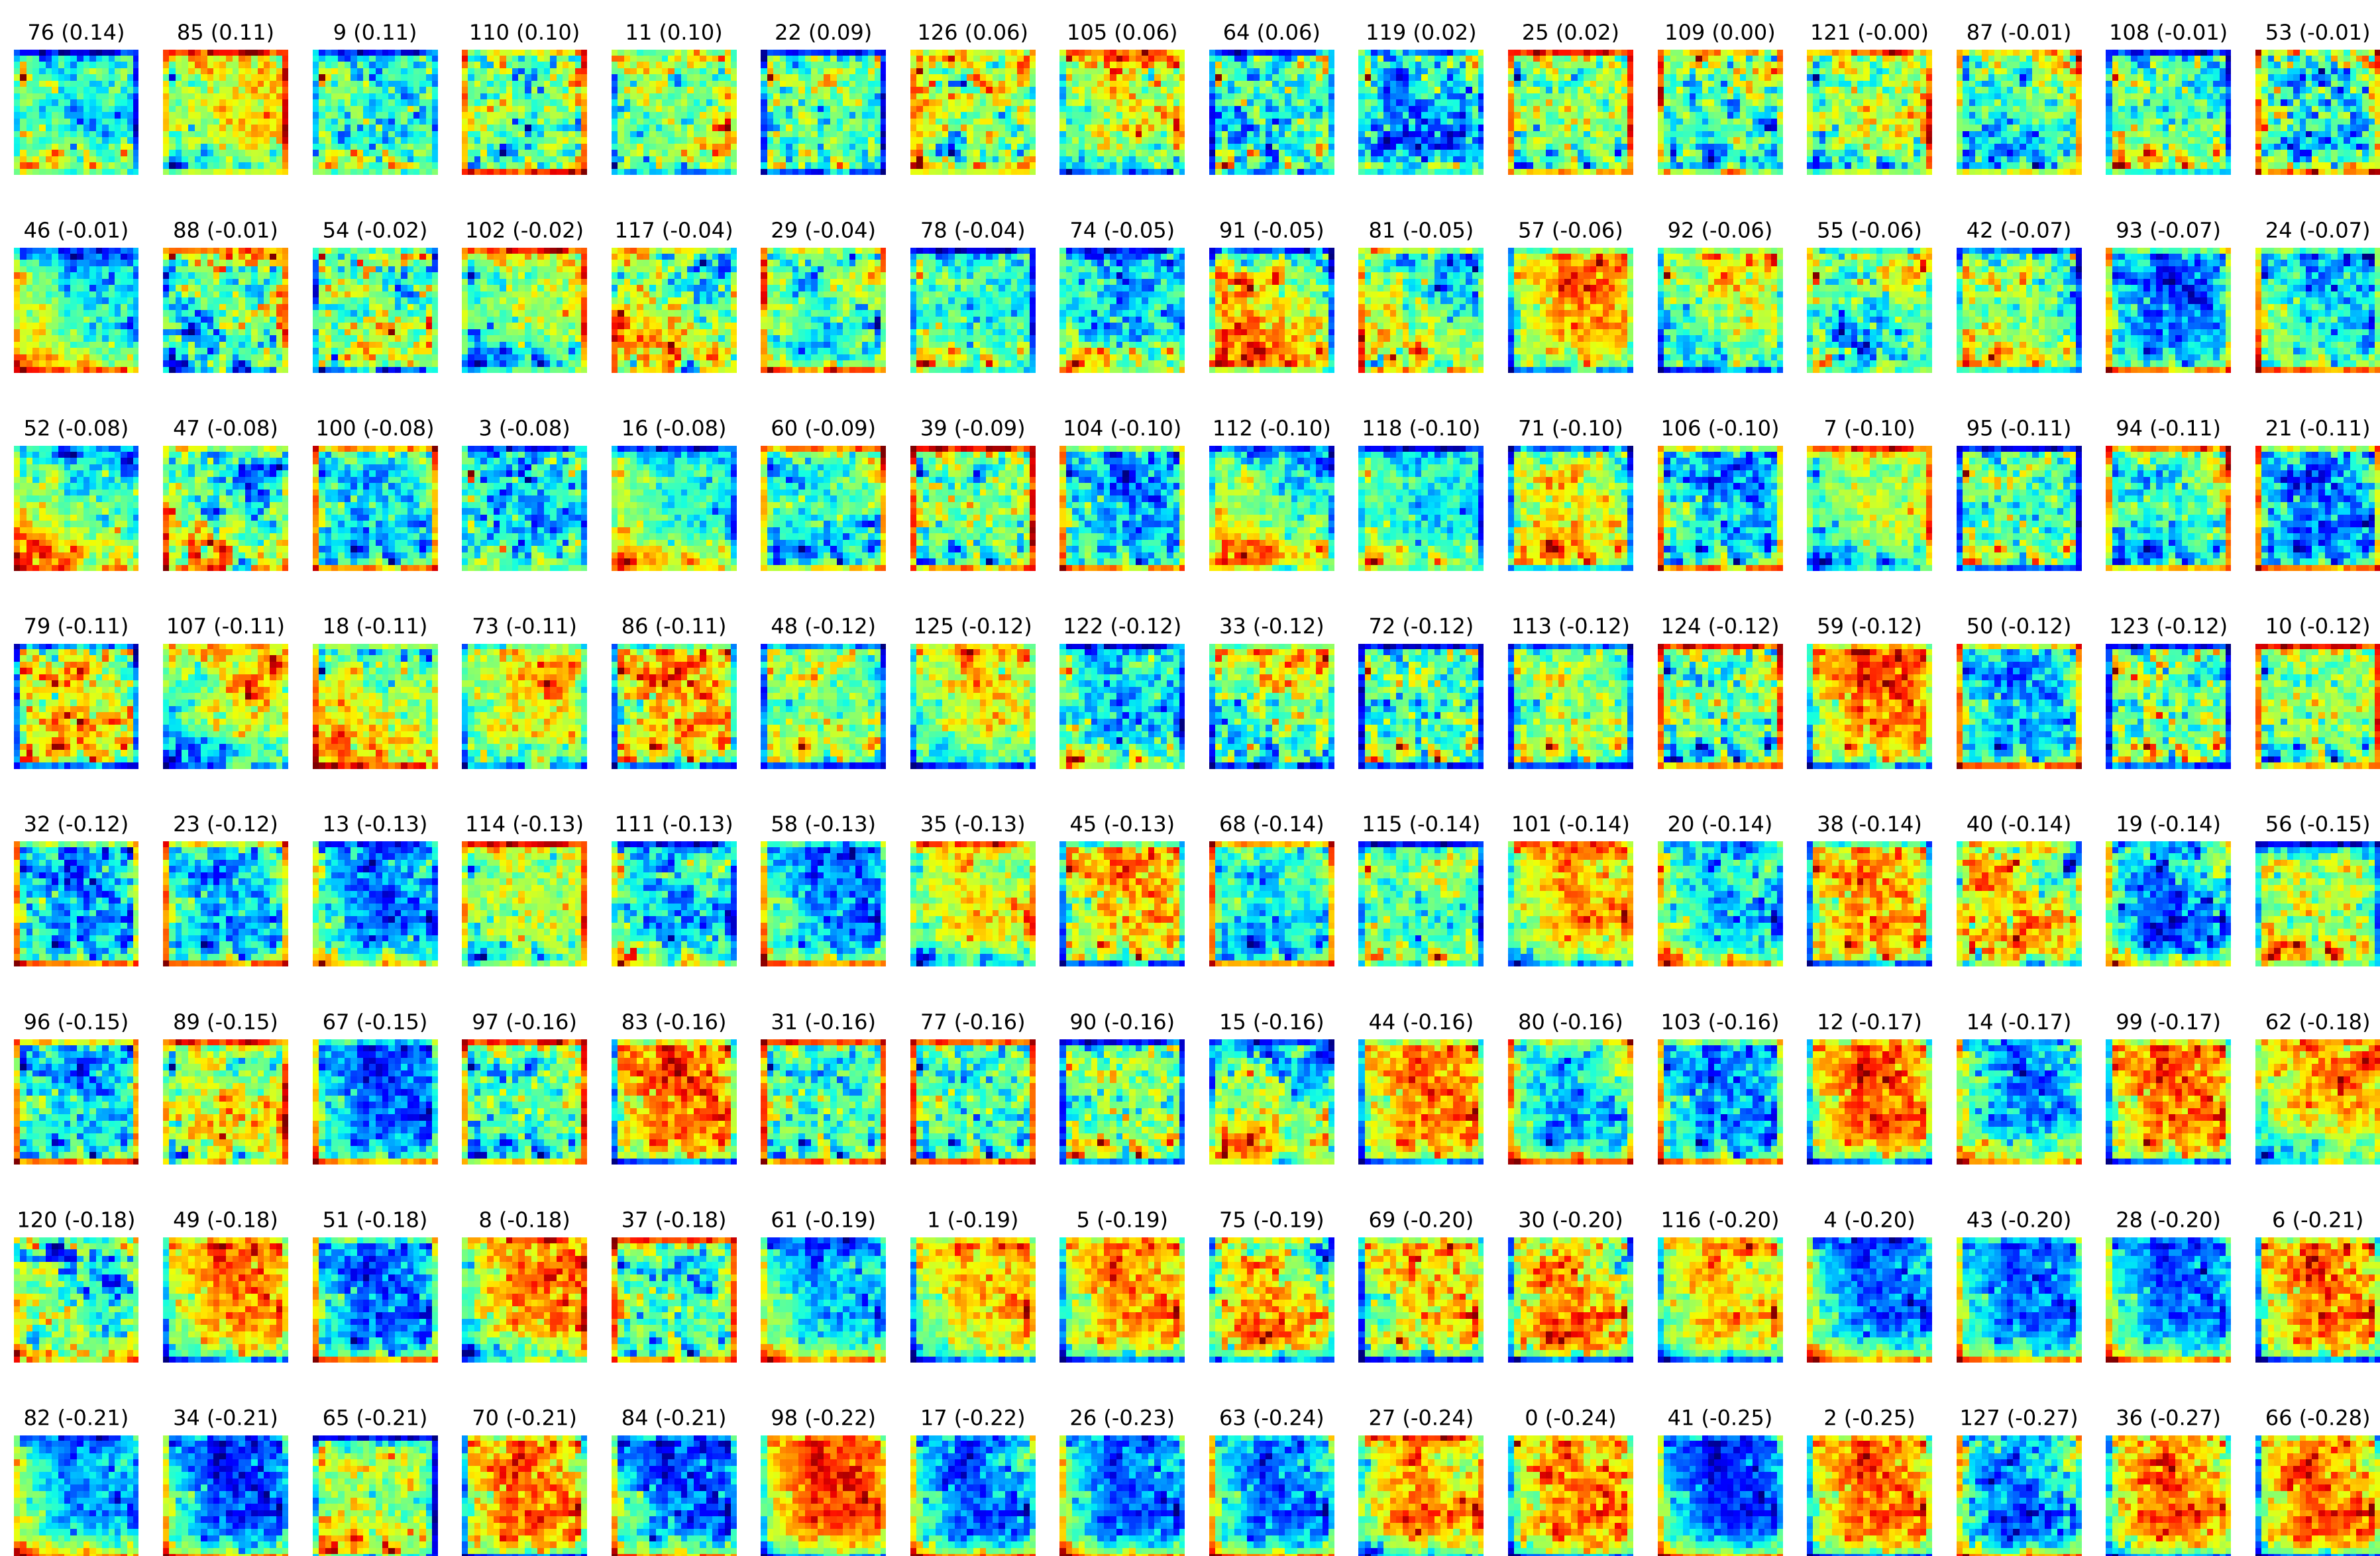 76 (0.14) 85 (0.11) 9 (0.11) 110 (0.10) 11 (0.10) 22 (0.09) 126 (0.06) 105 (0.06) 64 (0.06) 119 (0.02) 25 (0.02) 109 (0.00) 121 (-0.00) 87 (-0.01) 108 (-0.01) 53 (-0.01)
46 (-0.01) 88 (-0.01) 54 (-0.02) 102 (-0.02) 117 (-0.04) 29 (-0.04) 78 (-0.04) 74 (-0.05) 91 (-0.05) 81 (-0.05) 57 (-0.06) 92 (-0.06) 55 (-0.06) 42 (-0.07) 93 (-0.07) 24 (-0.07)
52 (-0.08) 47 (-0.08) 100 (-0.08) 3 (-0.08) 16 (-0.08) 60 (-0.09) 39 (-0.09) 104 (-0.10) 112 (-0.10) 118 (-0.10) 71 (-0.10) 106 (-0.10) 7 (-0.10) 95 (-0.11) 94 (-0.11) 21 (-0.11)
79 (-0.11) 107 (-0.11) 18 (-0.11) 73 (-0.11) 86 (-0.11) 48 (-0.12) 125 (-0.12) 122 (-0.12) 33 (-0.12) 72 (-0.12) 113 (-0.12) 124 (-0.12) 59 (-0.12) 50 (-0.12) 123 (-0.12) 10 (-0.12)
32 (-0.12) 23 (-0.12) 13 (-0.13) 114 (-0.13) 111 (-0.13) 58 (-0.13) 35 (-0.13) 45 (-0.13) 68 (-0.14) 115 (-0.14) 101 (-0.14) 20 (-0.14) 38 (-0.14) 40 (-0.14) 19 (-0.14) 56 (-0.15)
96 (-0.15) 89 (-0.15) 67 (-0.15) 97 (-0.16) 83 (-0.16) 31 (-0.16) 77 (-0.16) 90 (-0.16) 15 (-0.16) 44 (-0.16) 80 (-0.16) 103 (-0.16) 12 (-0.17) 14 (-0.17) 99 (-0.17) 62 (-0.18)
120 (-0.18) 49 (-0.18) 51 (-0.18) 8 (-0.18) 37 (-0.18) 61 (-0.19) 1 (-0.19) 5 (-0.19) 75 (-0.19) 69 (-0.20) 30 (-0.20) 116 (-0.20) 4 (-0.20) 43 (-0.20) 28 (-0.20) 6 (-0.21)
82 (-0.21) 34 (-0.21) 65 (-0.21) 70 (-0.21) 84 (-0.21) 98 (-0.22) 17 (-0.22) 26 (-0.23) 63 (-0.24) 27 (-0.24) 0 (-0.24) 41 (-0.25) 2 (-0.25) 127 (-0.27) 36 (-0.27) 66 (-0.28)